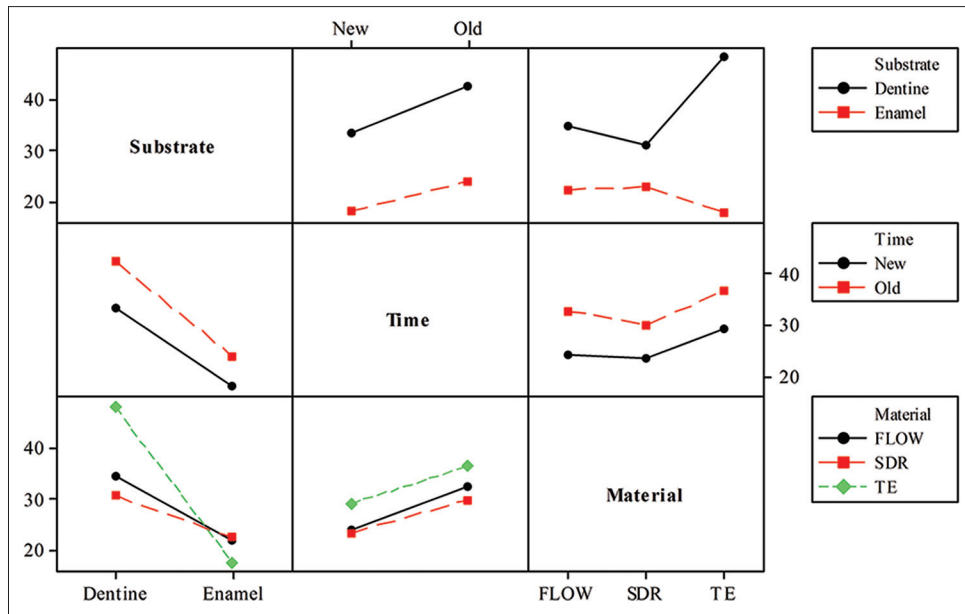 New Old
Substrate
Dentine
Enamel
40
30
20
Substrate
Time
New
Old
40
30
20
Time
Material
FLOW
SDR
TE
40
30
20
Material
Dentine Enamel FLOW SDR TE